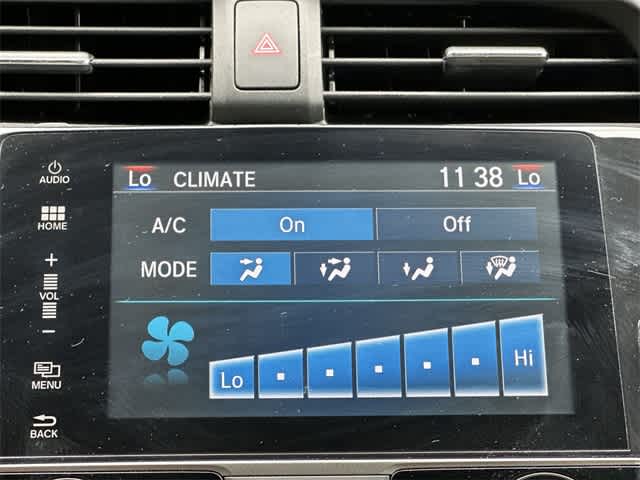 AUDIO
HOME
+
VOL
−
MENU
BACK
Lo CLIMATE 11 38 Lo
A/C On Off
MODE
Lo Hi